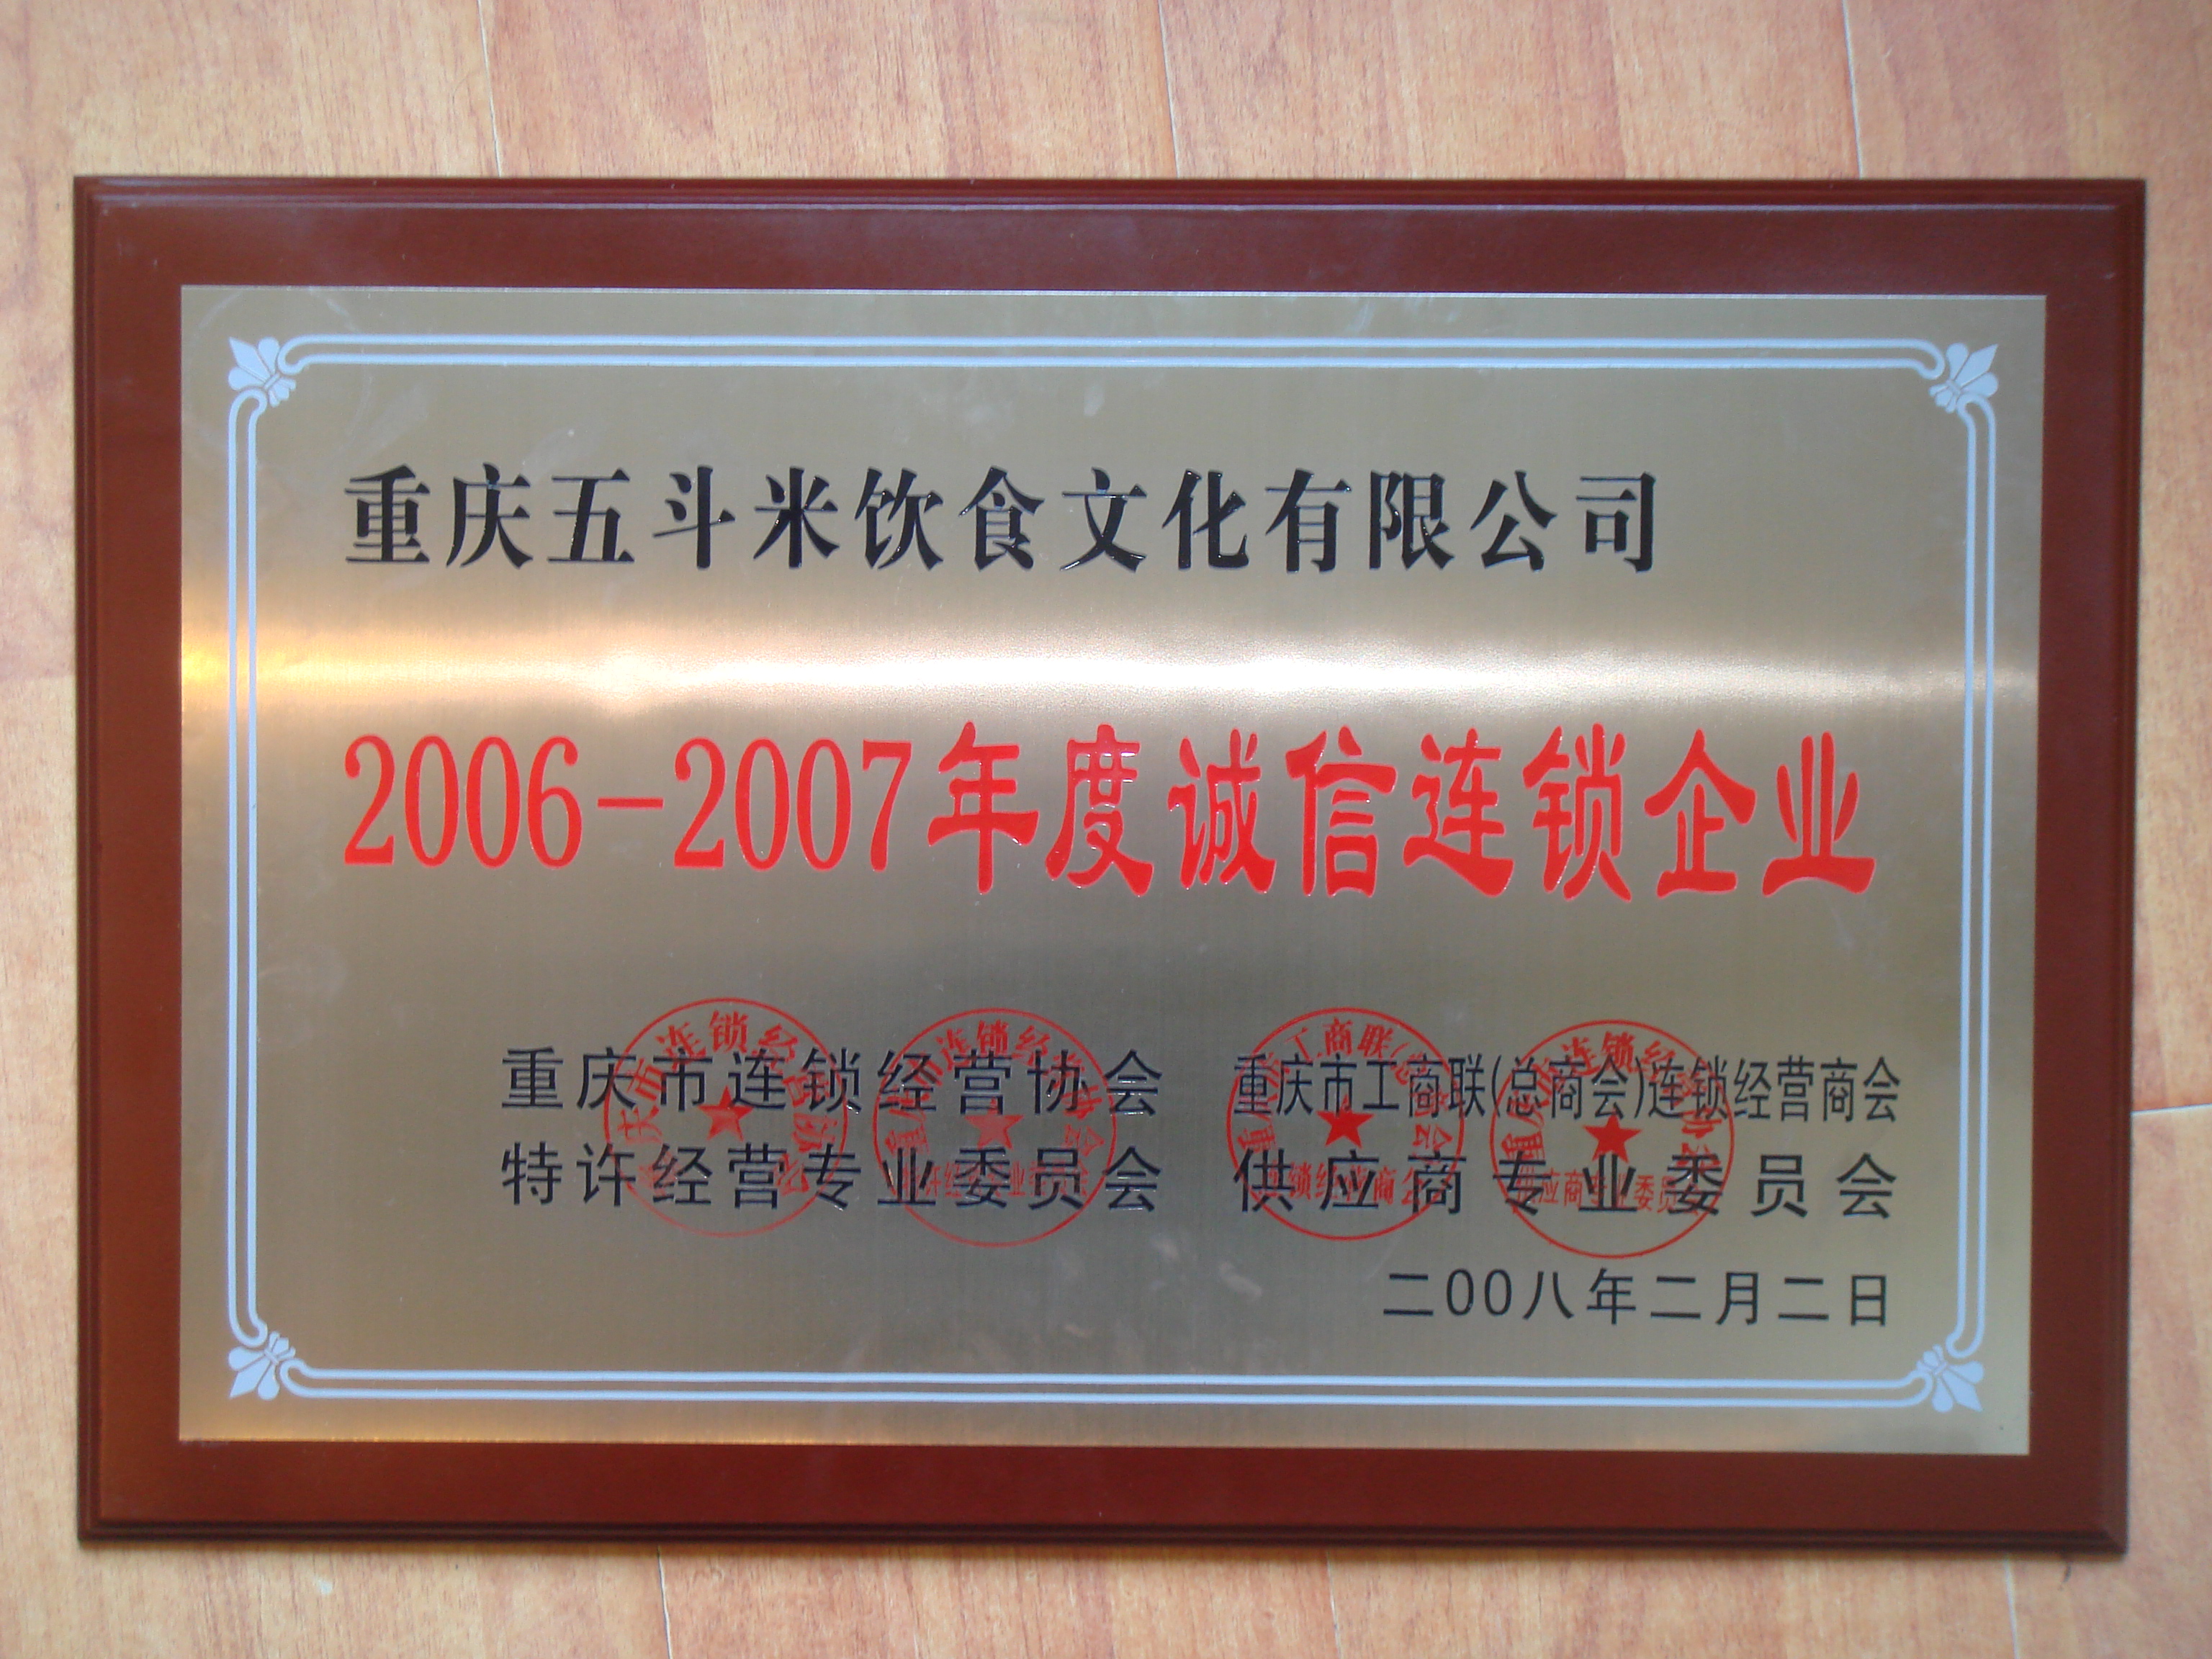 重庆五斗米饮食文化有限公司
2006-2007年度诚信连锁企业
重庆市连锁经营协会 重庆市工商联(总商会)连锁经营商会
特许经营专业委员会 供应商专业委员会
二00八年二月二日